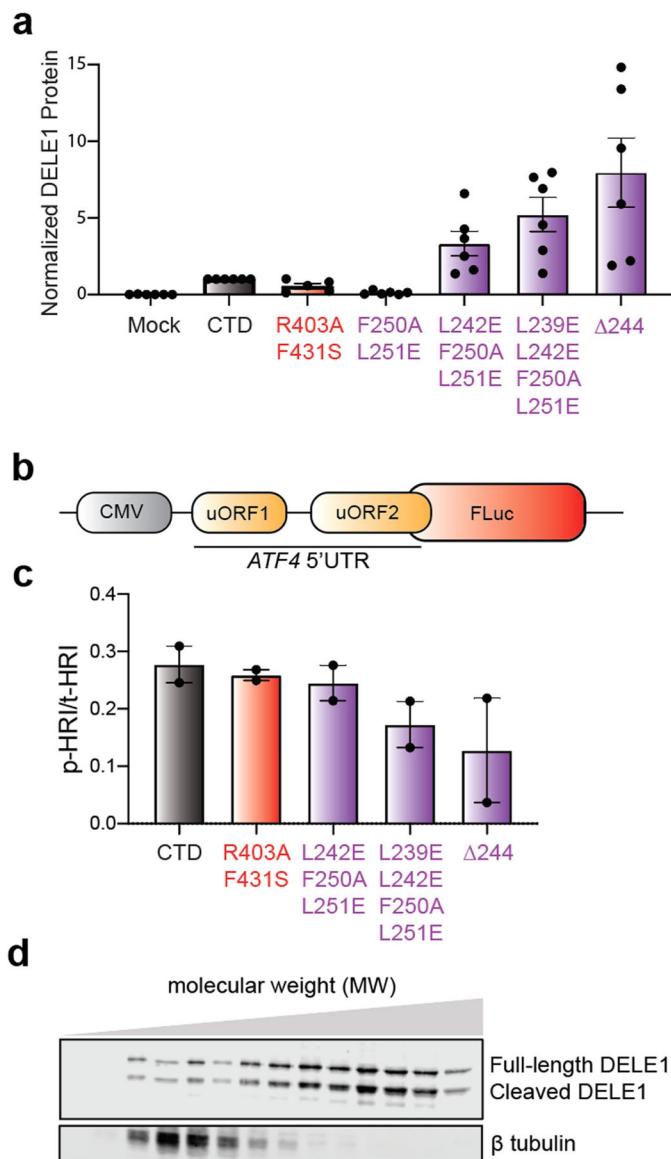 a
Normalized DELE1 Protein
15
10
5
0
Mock
CTD
R403A
F431S
F250A
L251E
L242E
F250A
L251E
L239E
L242E
F250A
L251E
Δ244
b
CMV
uORF1
uORF2
FLuc
ATF4 5'UTR
c
p-HRI/t-HRI
0.4
0.3
0.2
0.1
0.0
CTD
R403A
F431S
L242E
F250A
L251E
L239E
L242E
F250A
L251E
Δ244
d
molecular weight (MW)
Full-length DELE1
Cleaved DELE1
β tubulin